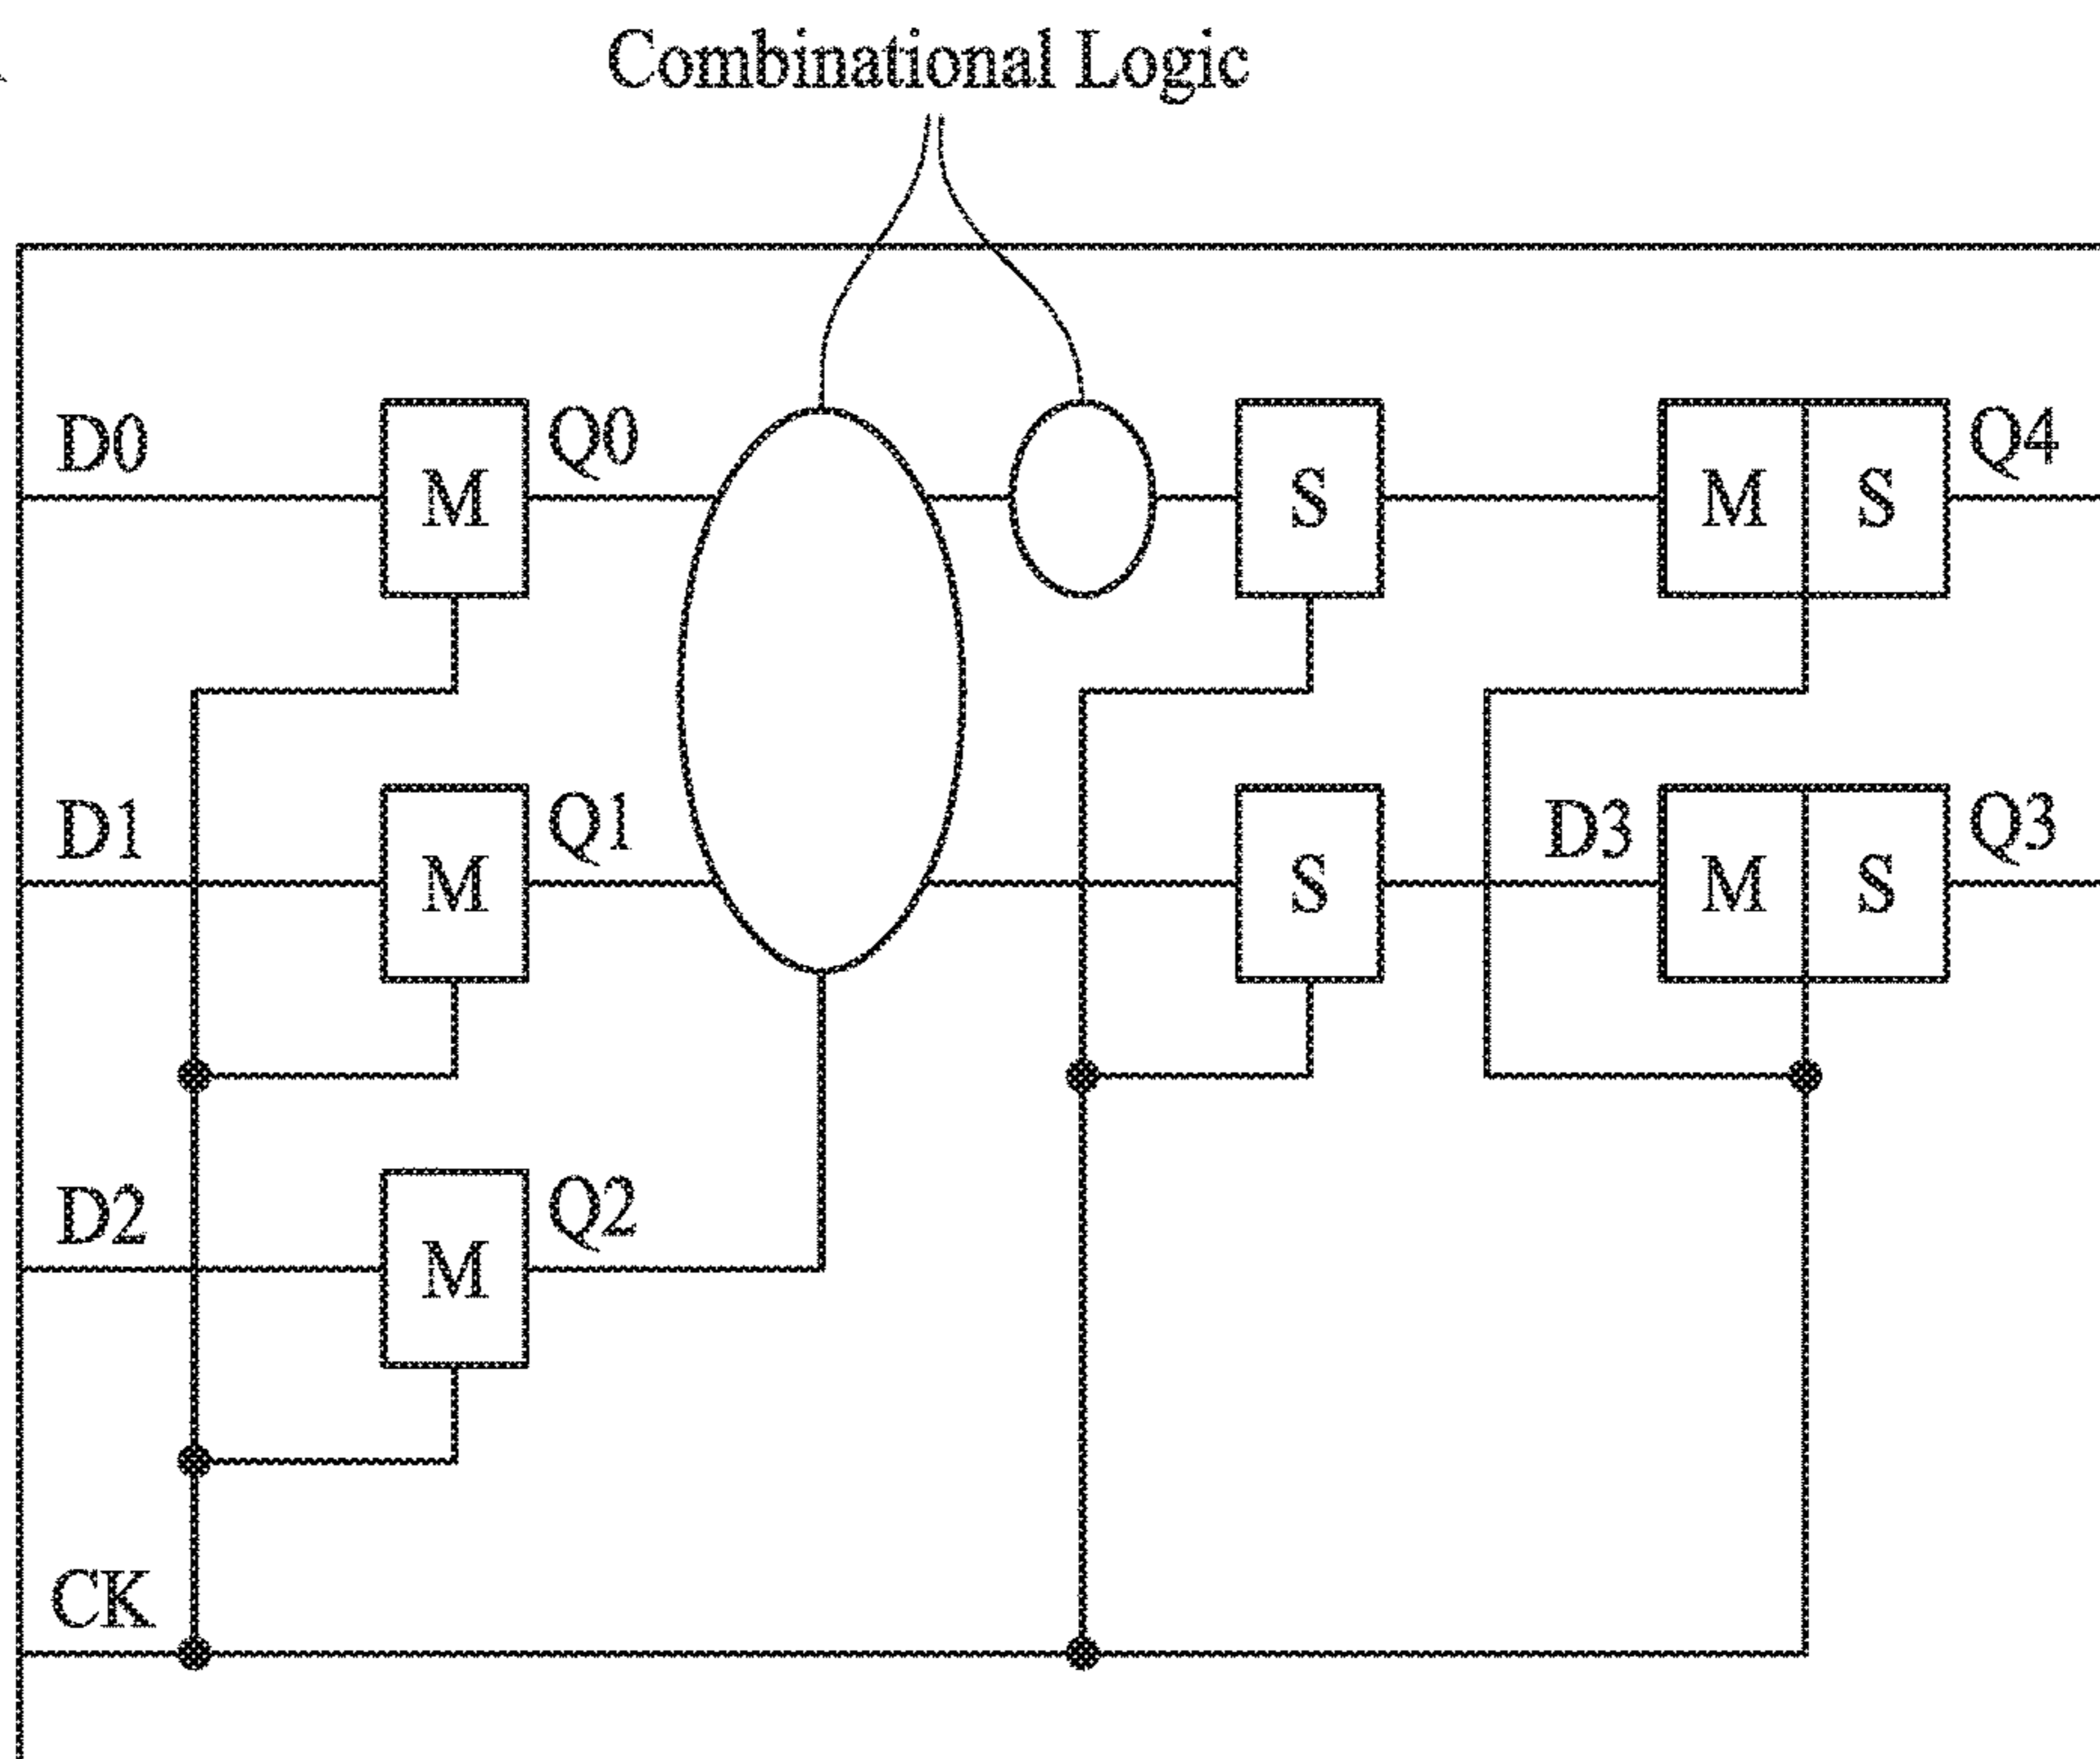 Combinational Logic
D0 M Q0 S M S Q4
D1 M Q1 S D3 M S Q3
D2 M Q2
CK